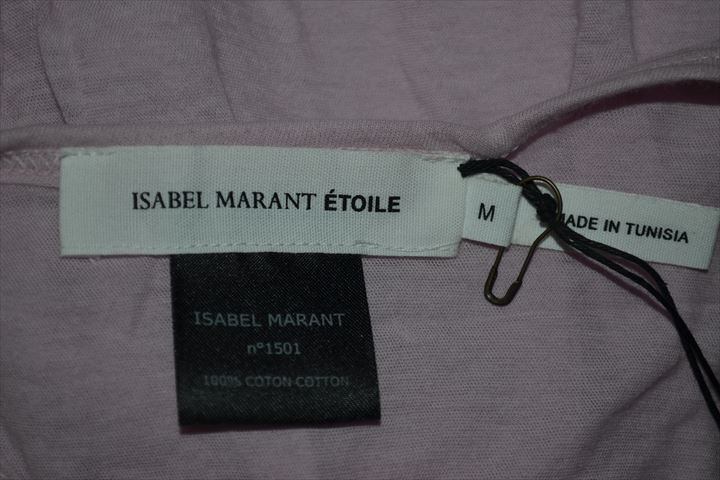 ISABEL MARANT ÉTOILE
M
MADE IN TUNISIA
ISABEL MARANT
n°1501
100% COTON COTTON